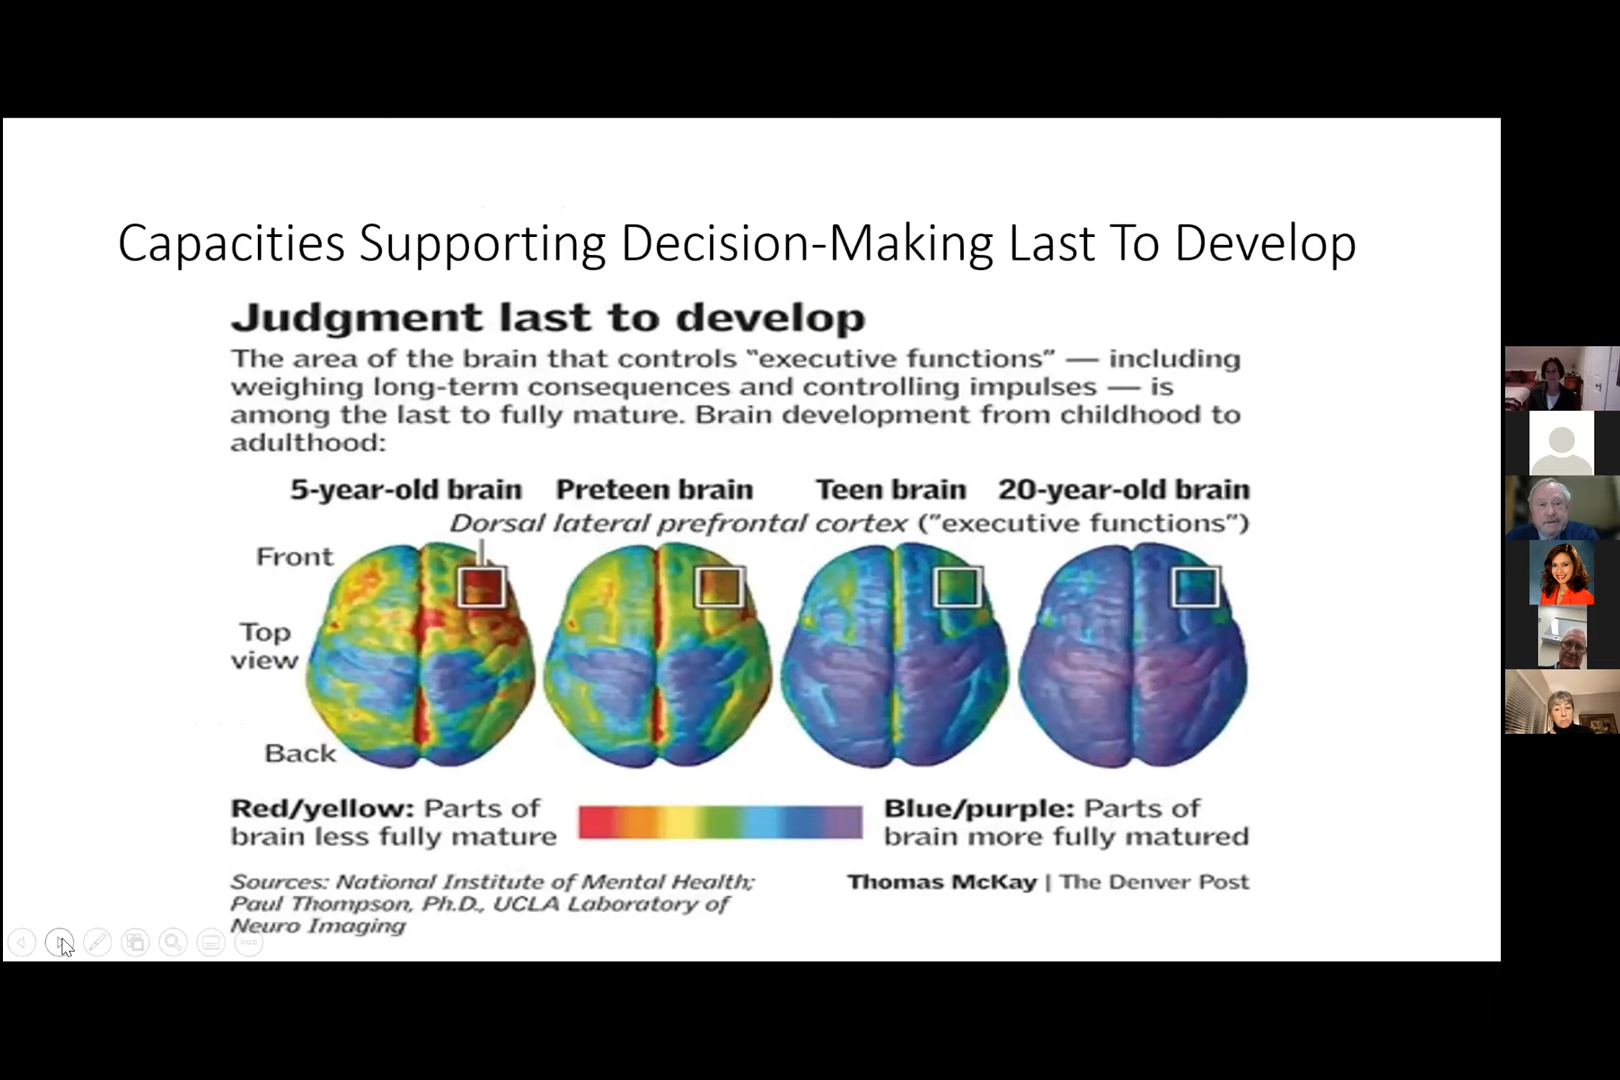 Capacities Supporting Decision-Making Last To Develop
Judgment last to develop
The area of the brain that controls "executive functions" — including
weighing long-term consequences and controlling impulses — is
among the last to fully mature. Brain development from childhood to
adulthood:
5-year-old brain Preteen brain Teen brain 20-year-old brain
Dorsal lateral prefrontal cortex ("executive functions")
Front
Top
view
Back
Red/yellow: Parts of
brain less fully mature
Blue/purple: Parts of
brain more fully matured
Sources: National Institute of Mental Health;
Paul Thompson, Ph.D., UCLA Laboratory of
Neuro Imaging
Thomas McKay | The Denver Post